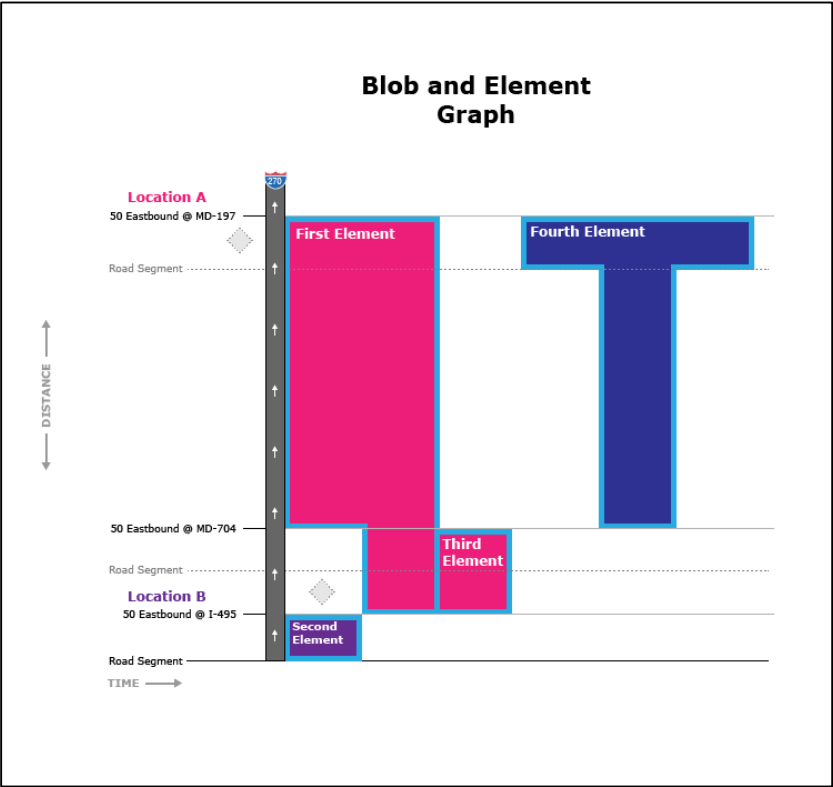 Blob and Element
Graph
270
Location A
50 Eastbound @ MD-197
First Element
Fourth Element
Road Segment
DISTANCE
50 Eastbound @ MD-704
Third
Element
Road Segment
Location B
50 Eastbound @ I-495
Second
Element
Road Segment
TIME